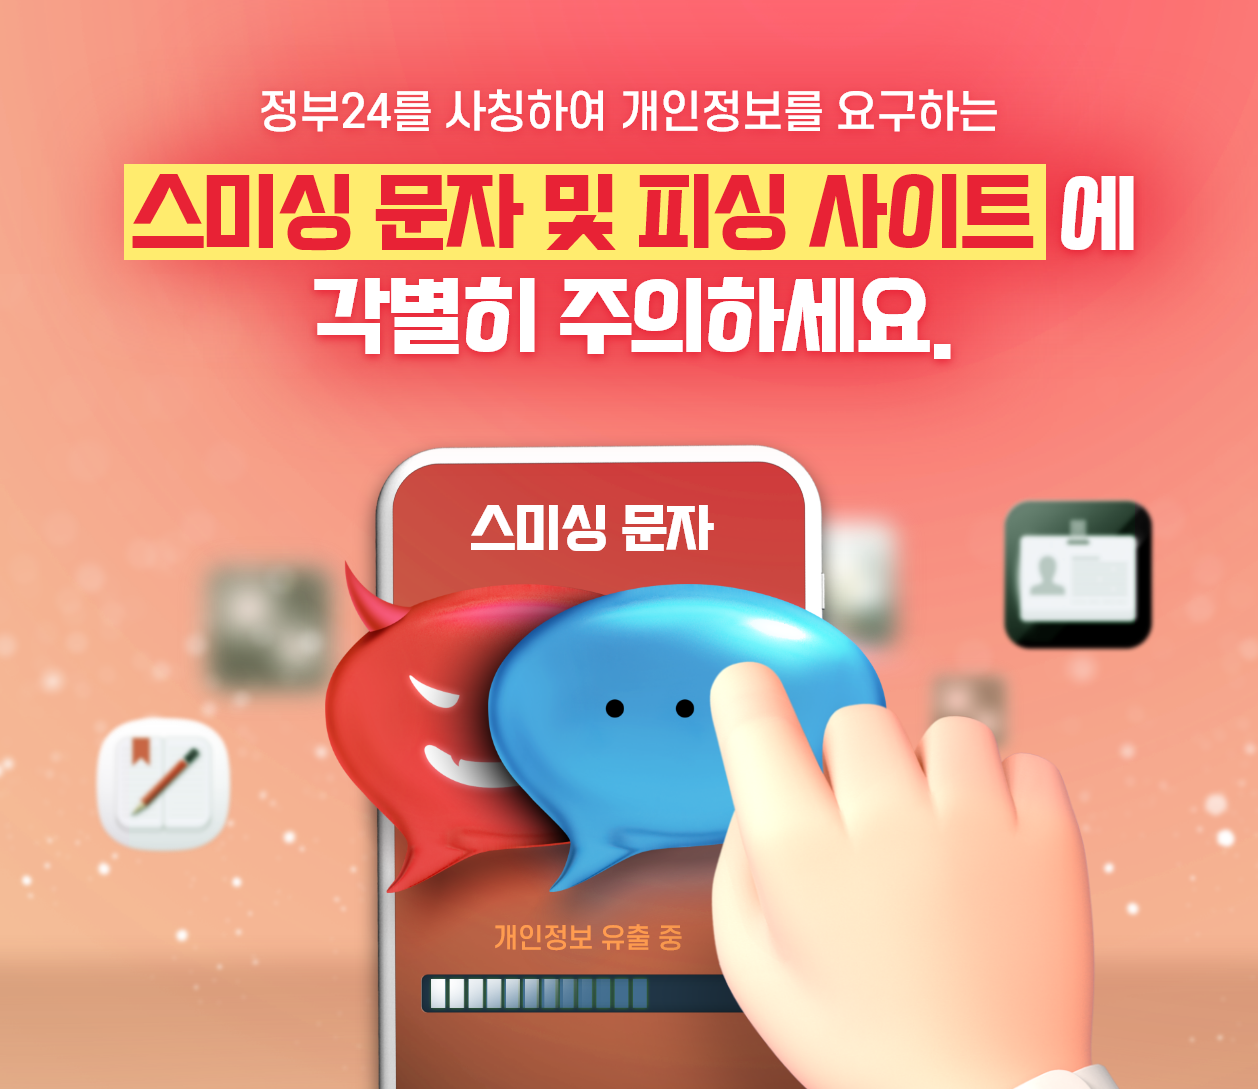 정부24를 사칭하여 개인정보를 요구하는
스미싱 문자 및 피싱 사이트 에
각별히 주의하세요.
스미싱 문자
개인정보 유출 중